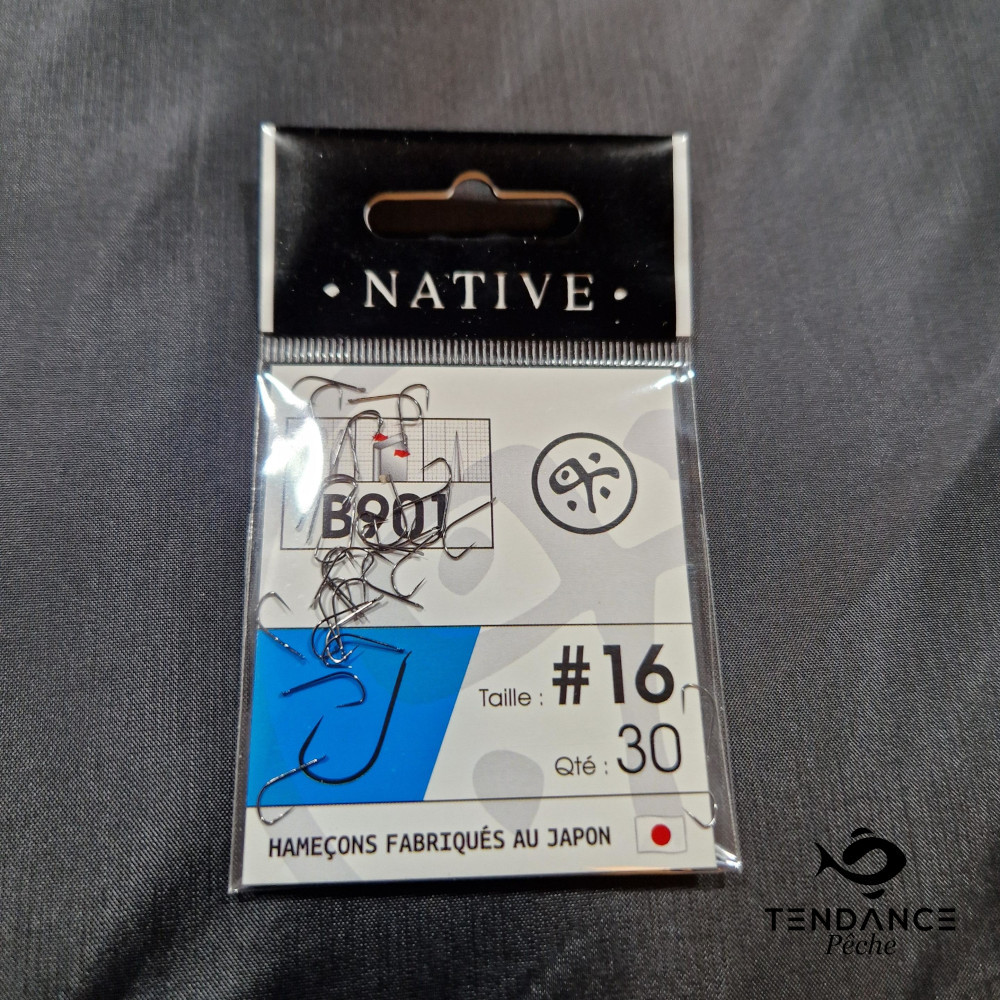 · NATIVE ·
B901
Taille : #16
Qté : 30
HAMEÇONS FABRIQUÉS AU JAPON
TENDANCE
Pêche